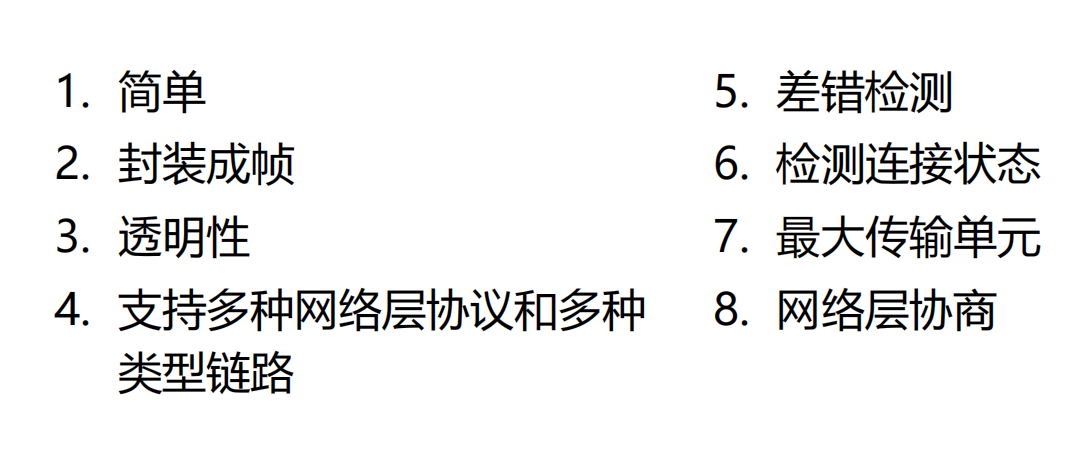 1. 简单
2. 封装成帧
3. 透明性
4. 支持多种网络层协议和多种
类型链路
5. 差错检测
6. 检测连接状态
7. 最大传输单元
8. 网络层协商